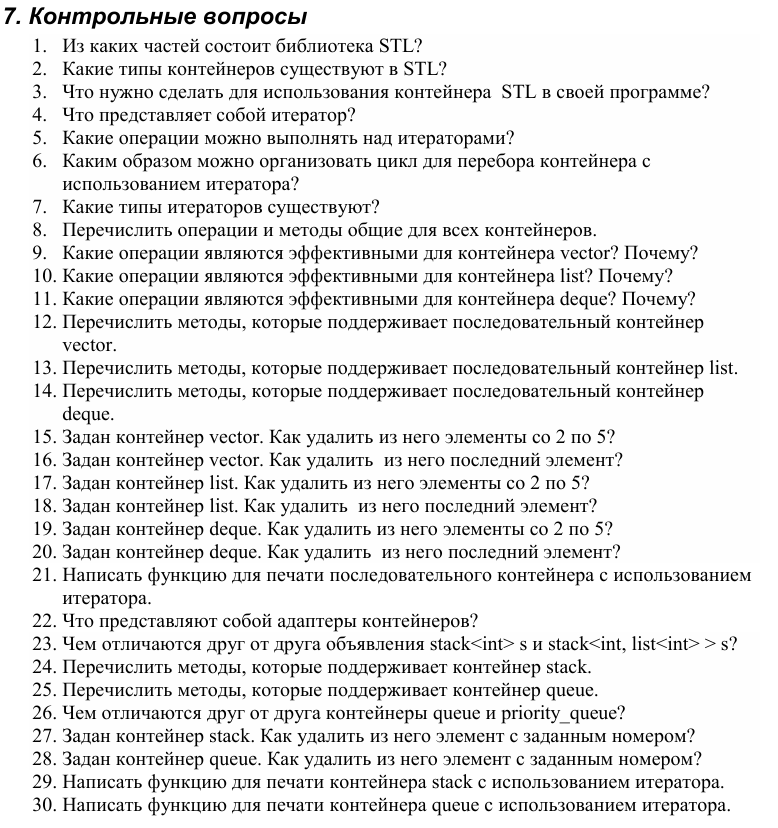 7. Контрольные вопросы
1. Из каких частей состоит библиотека STL?
2. Какие типы контейнеров существуют в STL?
3. Что нужно сделать для использования контейнера STL в своей программе?
4. Что представляет собой итератор?
5. Какие операции можно выполнять над итераторами?
6. Каким образом можно организовать цикл для перебора контейнера с
использованием итератора?
7. Какие типы итераторов существуют?
8. Перечислить операции и методы общие для всех контейнеров.
9. Какие операции являются эффективными для контейнера vector? Почему?
10. Какие операции являются эффективными для контейнера list? Почему?
11. Какие операции являются эффективными для контейнера deque? Почему?
12. Перечислить методы, которые поддерживает последовательный контейнер
vector.
13. Перечислить методы, которые поддерживает последовательный контейнер list.
14. Перечислить методы, которые поддерживает последовательный контейнер
deque.
15. Задан контейнер vector. Как удалить из него элементы со 2 по 5?
16. Задан контейнер vector. Как удалить из него последний элемент?
17. Задан контейнер list. Как удалить из него элементы со 2 по 5?
18. Задан контейнер list. Как удалить из него последний элемент?
19. Задан контейнер deque. Как удалить из него элементы со 2 по 5?
20. Задан контейнер deque. Как удалить из него последний элемент?
21. Написать функцию для печати последовательного контейнера с использованием
итератора.
22. Что представляют собой адаптеры контейнеров?
23. Чем отличаются друг от друга объявления stack<int> s и stack<int, list<int> > s?
24. Перечислить методы, которые поддерживает контейнер stack.
25. Перечислить методы, которые поддерживает контейнер queue.
26. Чем отличаются друг от друга контейнеры queue и priority_queue?
27. Задан контейнер stack. Как удалить из него элемент с заданным номером?
28. Задан контейнер queue. Как удалить из него элемент с заданным номером?
29. Написать функцию для печати контейнера stack с использованием итератора.
30. Написать функцию для печати контейнера queue с использованием итератора.